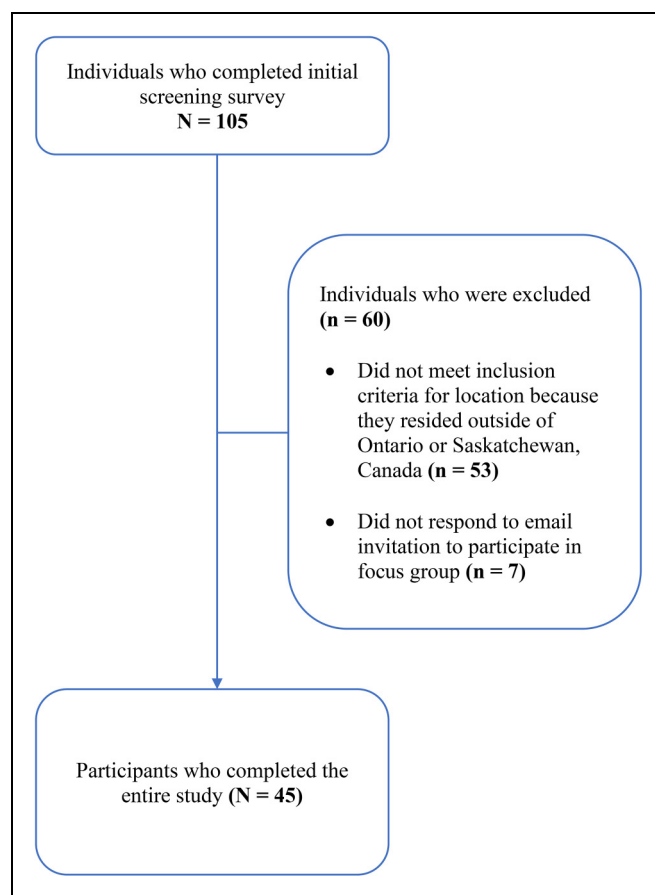 Individuals who completed initial
screening survey
N = 105
Individuals who were excluded
(n = 60)
• Did not meet inclusion
criteria for location because
they resided outside of
Ontario or Saskatchewan,
Canada (n = 53)
• Did not respond to email
invitation to participate in
focus group (n = 7)
Participants who completed the
entire study (N = 45)